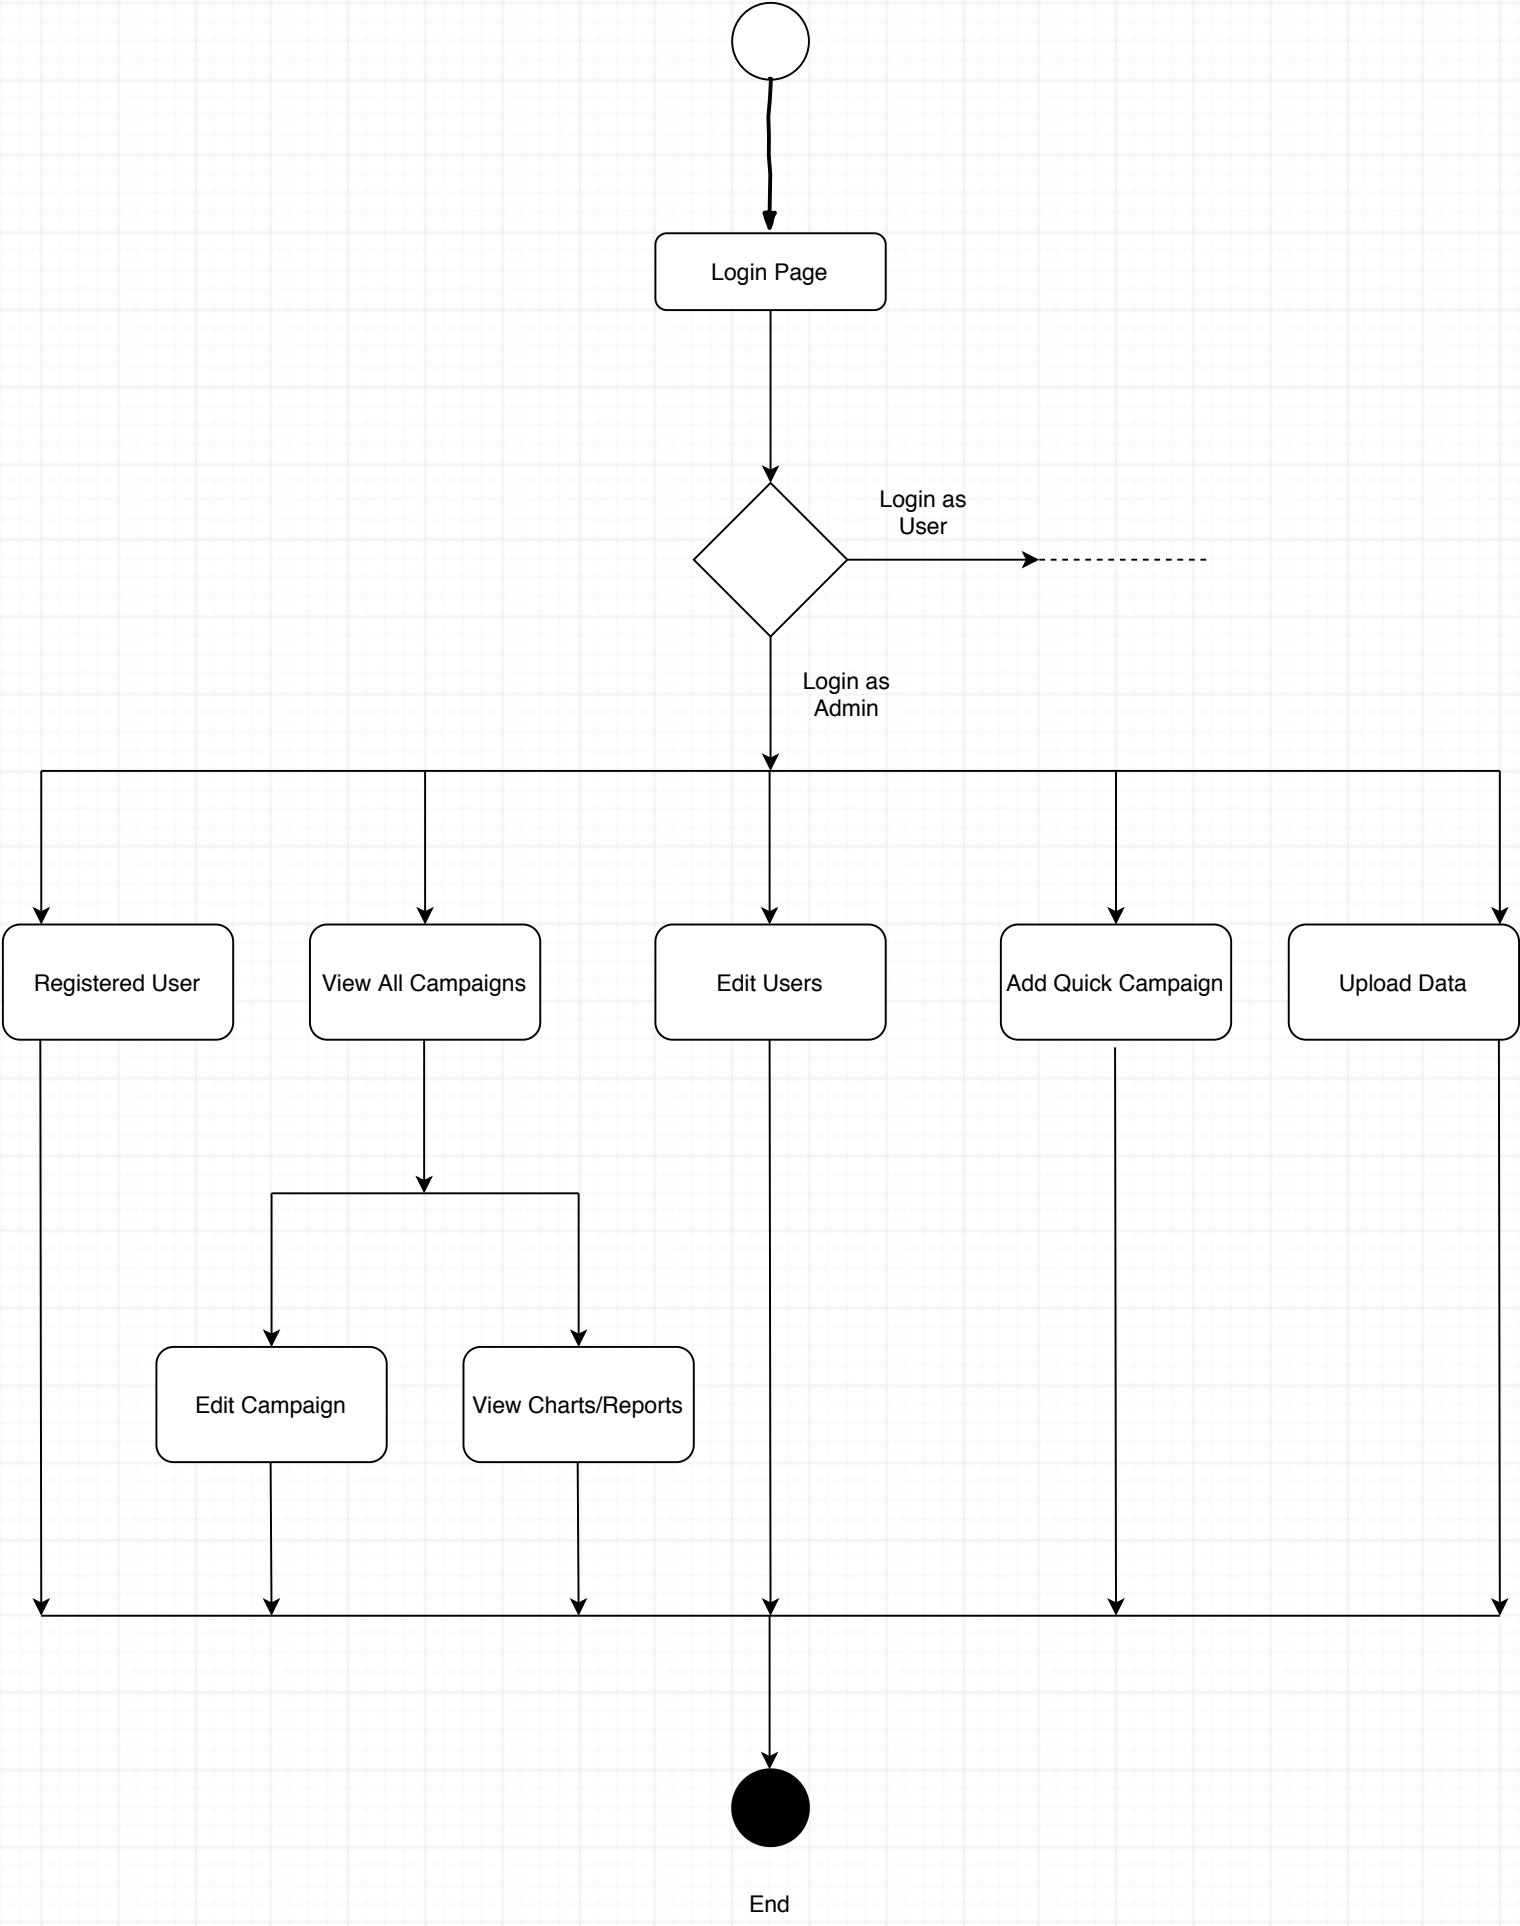 Login Page
Login as
User
Login as
Admin
Registered User
View All Campaigns
Edit Users
Add Quick Campaign
Upload Data
Edit Campaign
View Charts/Reports
End